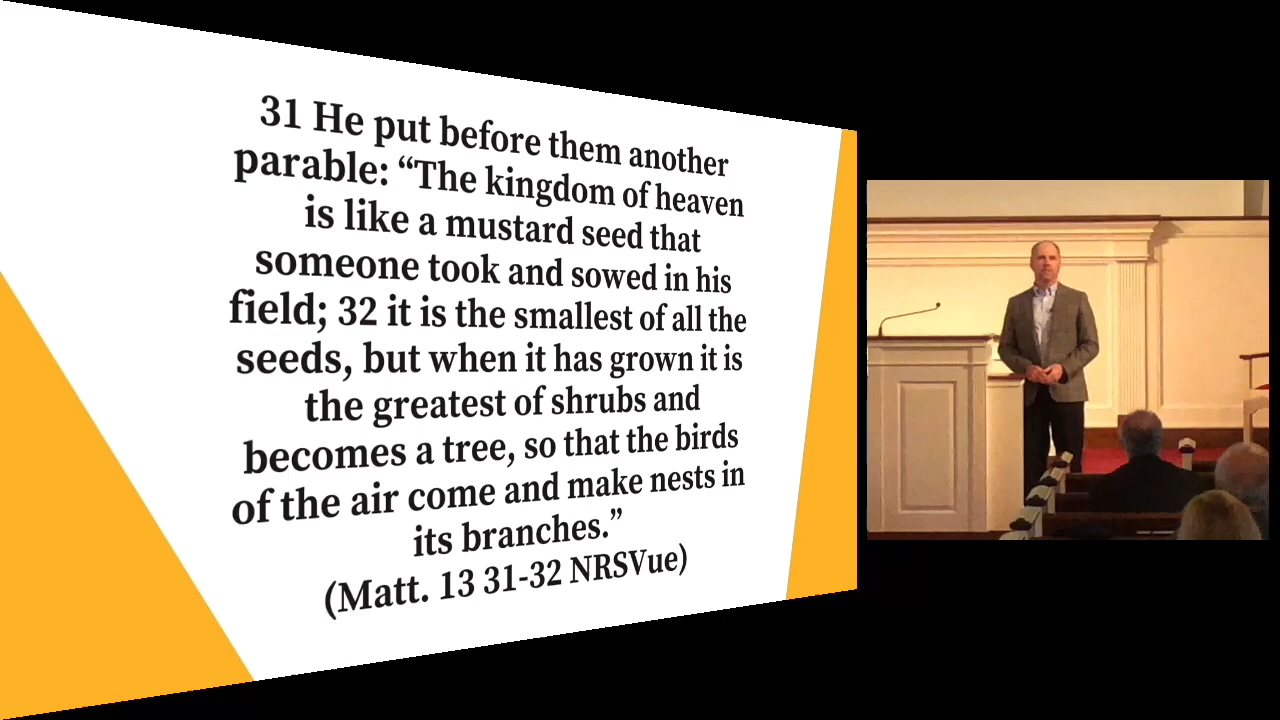 31 He put before them another
parable: “The kingdom of heaven
is like a mustard seed that
someone took and sowed in his
field; 32 it is the smallest of all the
seeds, but when it has grown it is
the greatest of shrubs and
becomes a tree, so that the birds
of the air come and make nests in
its branches.”
(Matt. 13 31-32 NRSVue)